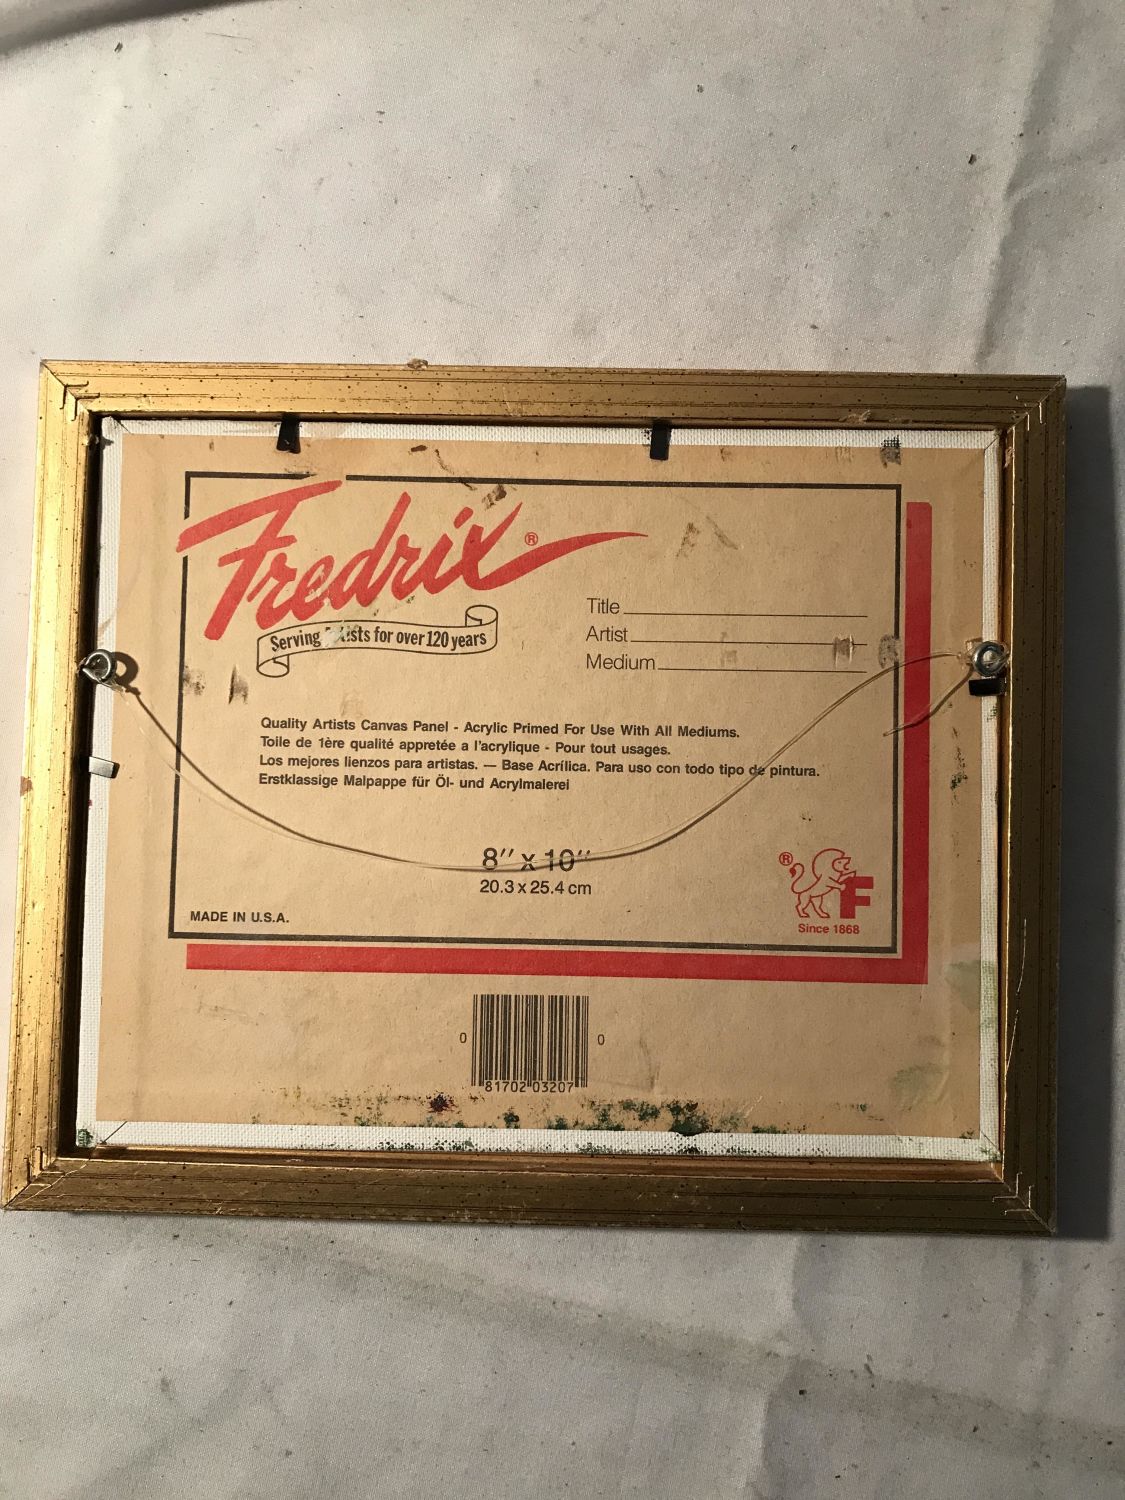 Fredrix®
Serving Artists for over 120 years
Title
Artist
Medium
Quality Artists Canvas Panel - Acrylic Primed For Use With All Mediums.
Toile de 1ère qualité appretée a l'acrylique - Pour tout usages.
Los mejores lienzos para artistas. — Base Acrílica. Para uso con todo tipo de pintura.
Erstklassige Malpappe für Öl- und Acrylmalerei
8" x 10"
20.3 x 25.4 cm
MADE IN U.S.A.
® F
Since 1868
0 81702 03207 0